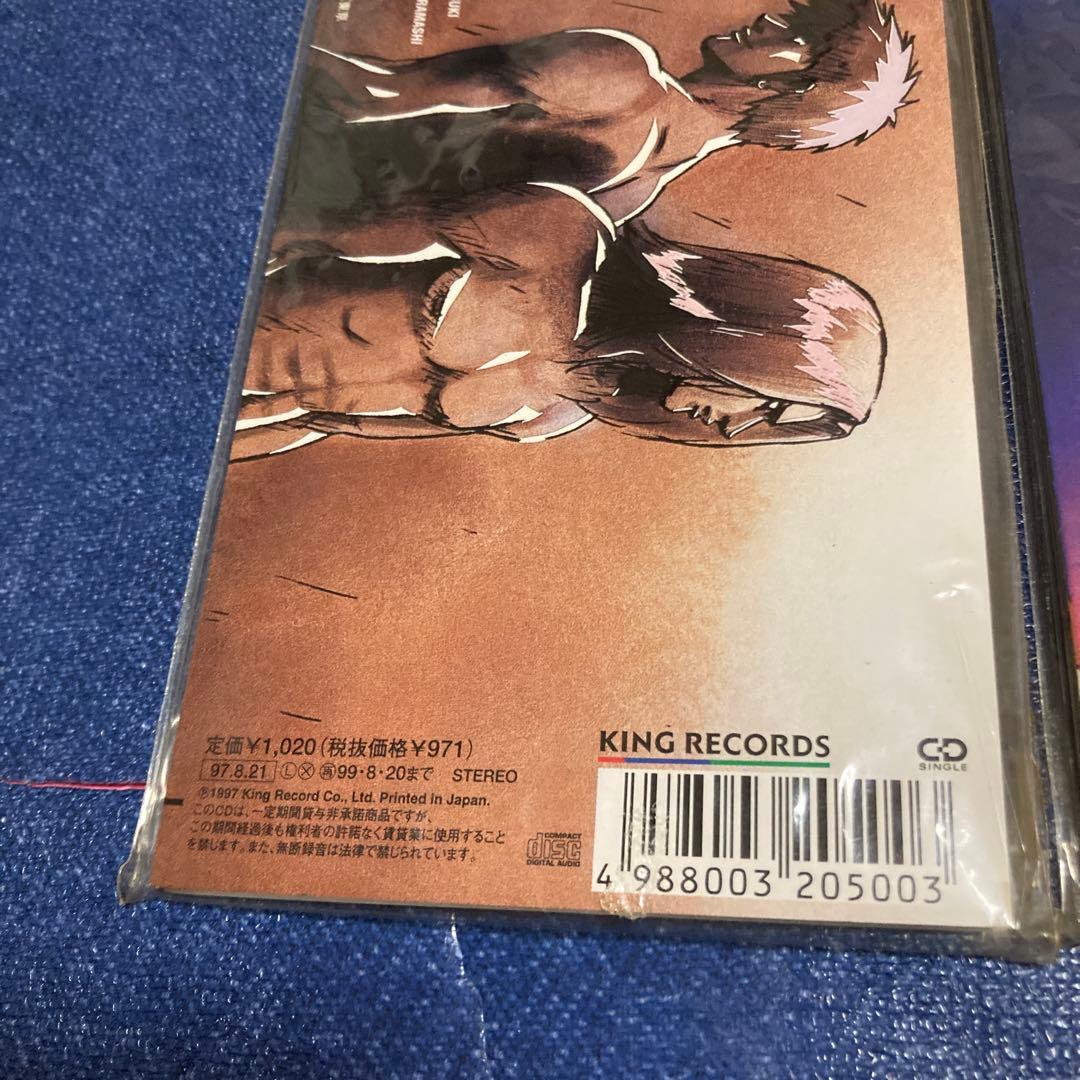 UKI
RAMASHI
定価¥1,020(税抜価格¥971)
97.8.21 Ⓛ Ⓧ 再 99・8・20まで STEREO
Ⓟ1997 King Record Co., Ltd. Printed in Japan.
このCDは、一定期間貸与非承諾商品ですが、
この期間経過後も権利者の許諾なく賃貸業に使用すること
を禁じます。また、無断録音は法律で禁じられています。
COMPACT
disc
DIGITAL AUDIO
KING RECORDS
CD
SINGLE
4 988003 205003